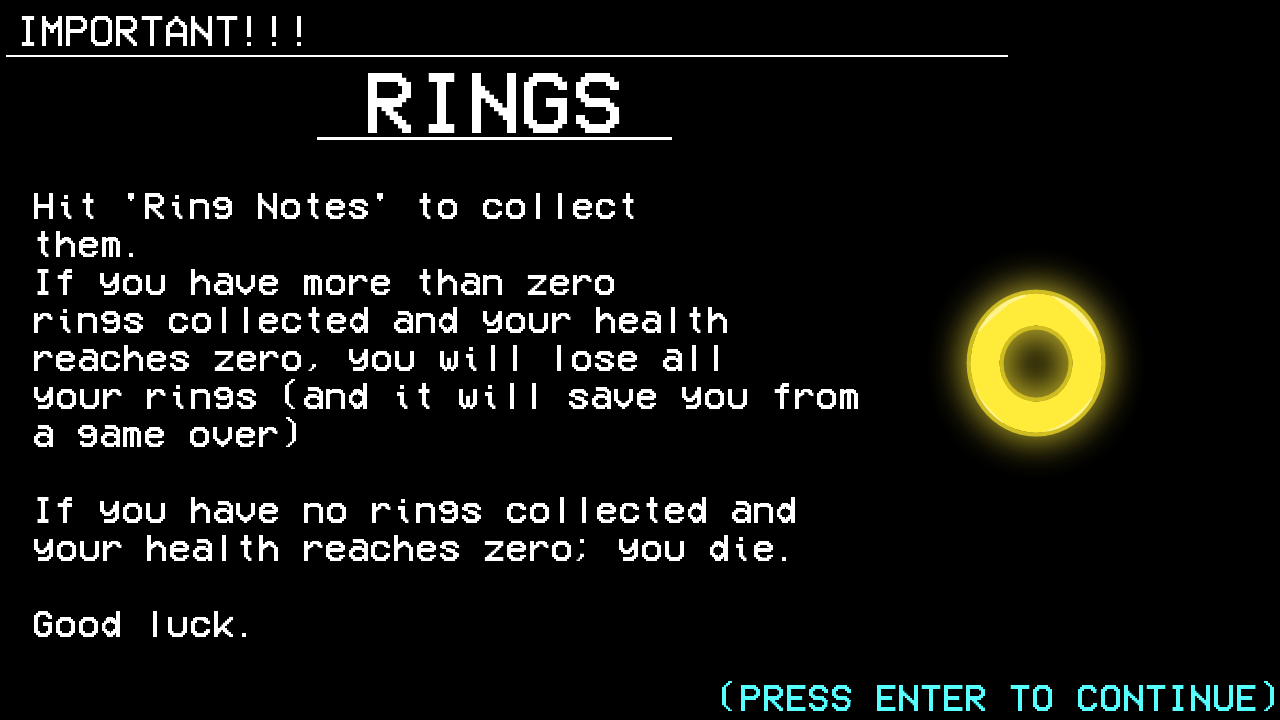 IMPORTANT!!!
RINGS
Hit 'Ring Notes' to collect
them.
If you have more than zero
rings collected and your health
reaches zero, you will lose all
your rings (and it will save you from
a game over)
If you have no rings collected and
your health reaches zero; you die.
Good luck.
(PRESS ENTER TO CONTINUE)